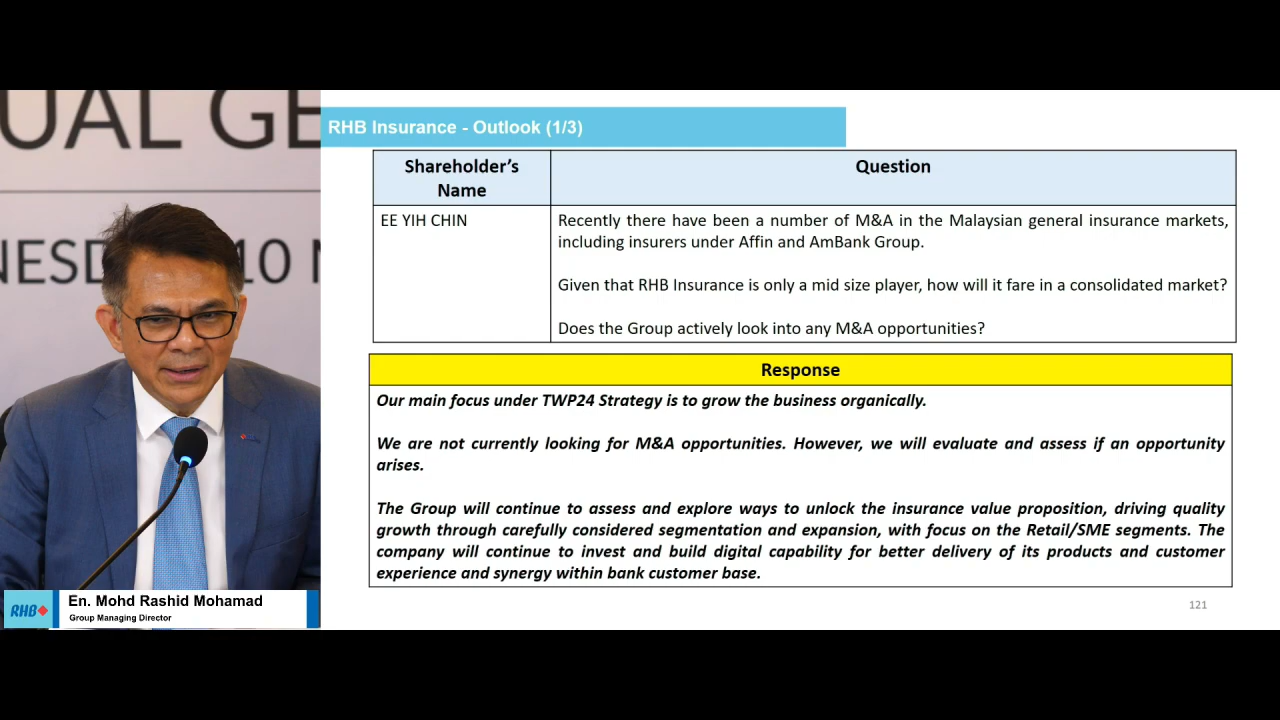 UAL GE
NESD 10
RHB Insurance - Outlook (1/3)
Shareholder's
Name
Question
EE YIH CHIN
Recently there have been a number of M&A in the Malaysian general insurance markets,
including insurers under Affin and AmBank Group.
Given that RHB Insurance is only a mid size player, how will it fare in a consolidated market?
Does the Group actively look into any M&A opportunities?
Response
Our main focus under TWP24 Strategy is to grow the business organically.
We are not currently looking for M&A opportunities. However, we will evaluate and assess if an opportunity
arises.
The Group will continue to assess and explore ways to unlock the insurance value proposition, driving quality
growth through carefully considered segmentation and expansion, with focus on the Retail/SME segments. The
company will continue to invest and build digital capability for better delivery of its products and customer
experience and synergy within bank customer base.
121
RHB
En. Mohd Rashid Mohamad
Group Managing Director